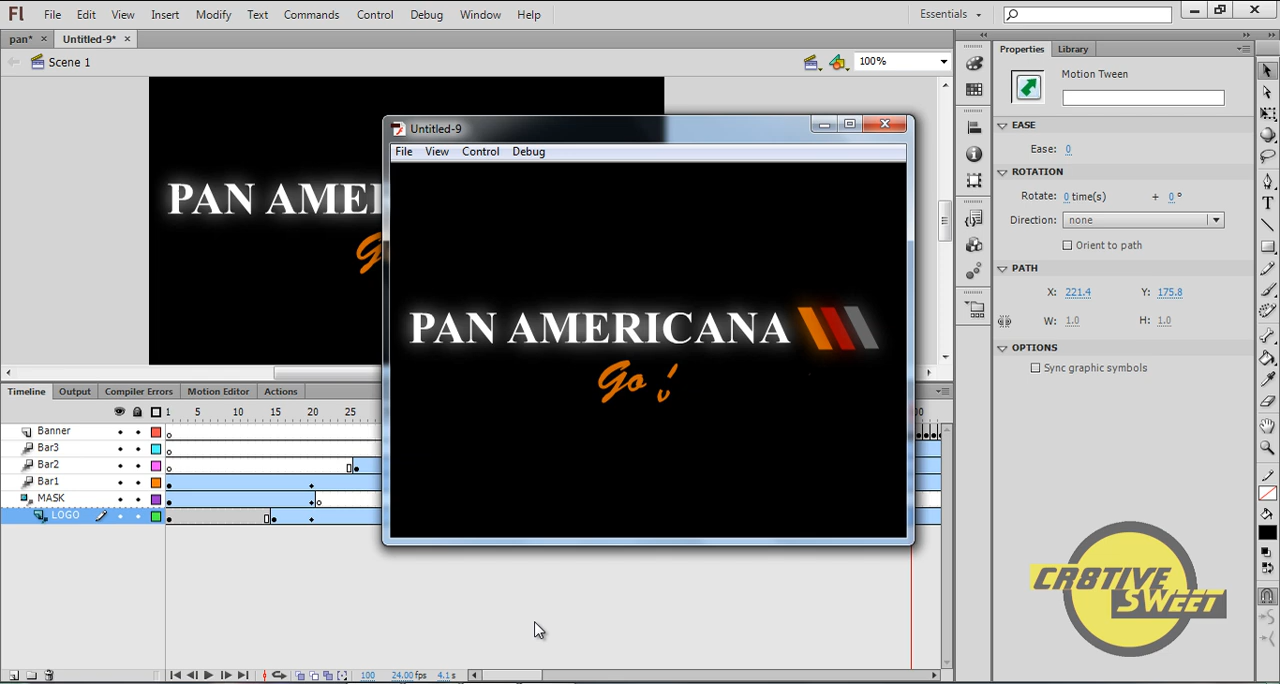 Fl File Edit View Insert Modify Text Commands Control Debug Window Help Essentials
pan* Untitled-9*
Scene 1 100%
Properties Library
Motion Tween
EASE
Ease: 0
ROTATION
Rotate: 0 time(s) + 0 °
Direction: none
Orient to path
PATH
X: 221.4 Y: 175.8
W: 1.0 H: 1.0
OPTIONS
Sync graphic symbols
PAN AMERI
G
Untitled-9
File View Control Debug
PAN AMERICANA
Go !
Timeline Output Compiler Errors Motion Editor Actions
1 5 10 15 20 25 00
Banner
Bar3
Bar2
Bar1
MASK
LOGO
100 24.00 fps 4.1 s
CR8TIVE
SWEET